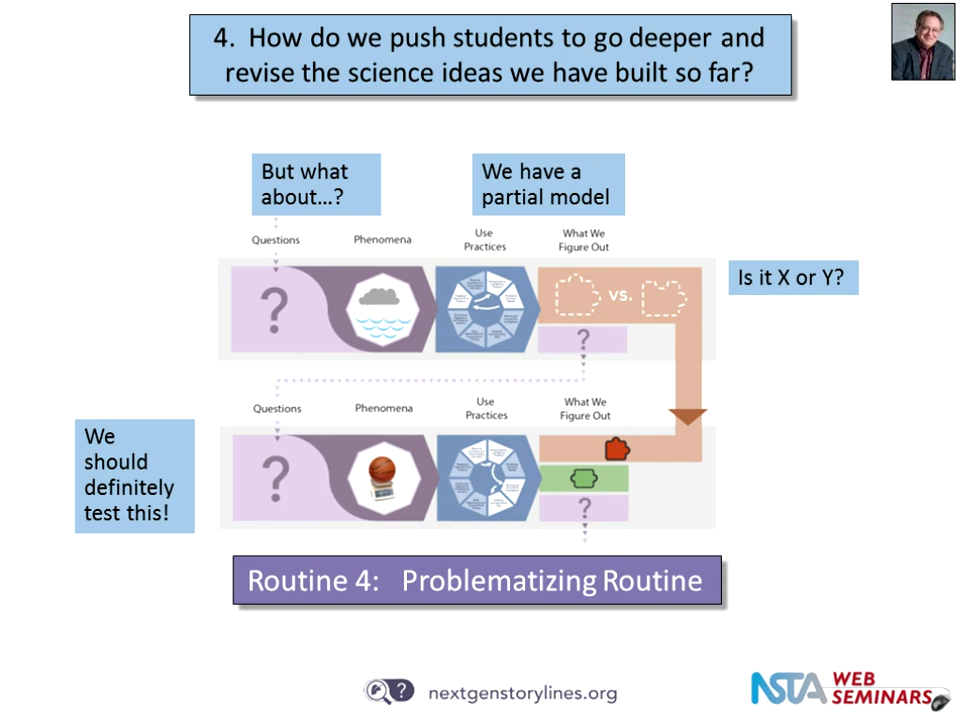 4. How do we push students to go deeper and
revise the science ideas we have built so far?
But what
about...?
We have a
partial model
Questions
Phenomena
Use
Practices
What We
Figure Out
Is it X or Y?
?
VS.
?
Questions
Phenomena
Use
Practices
What We
Figure Out
We
should
definitely
test this!
?
?
Routine 4: Problematizing Routine
?
nextgenstorylines.org
NSTA WEB
SEMINARS